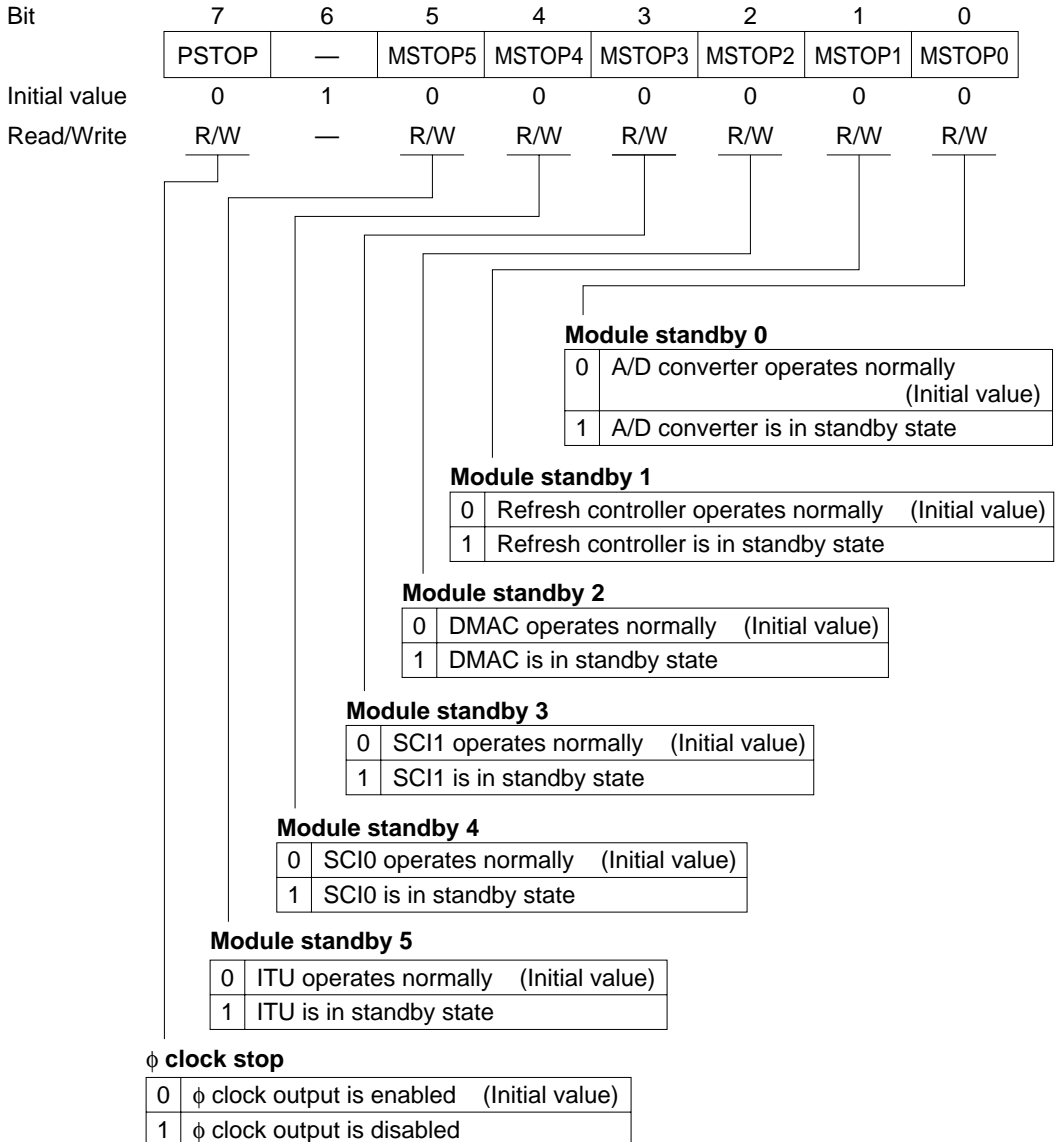 Bit 7 6 5 4 3 2 1 0
PSTOP — MSTOP5 MSTOP4 MSTOP3 MSTOP2 MSTOP1 MSTOP0
Initial value 0 1 0 0 0 0 0 0
Read/Write R/W — R/W R/W R/W R/W R/W R/W
Module standby 0
0 A/D converter operates normally
(Initial value)
1 A/D converter is in standby state
Module standby 1
0 Refresh controller operates normally (Initial value)
1 Refresh controller is in standby state
Module standby 2
0 DMAC operates normally (Initial value)
1 DMAC is in standby state
Module standby 3
0 SCI1 operates normally (Initial value)
1 SCI1 is in standby state
Module standby 4
0 SCI0 operates normally (Initial value)
1 SCI0 is in standby state
Module standby 5
0 ITU operates normally (Initial value)
1 ITU is in standby state
ϕ clock stop
0 ϕ clock output is enabled (Initial value)
1 ϕ clock output is disabled